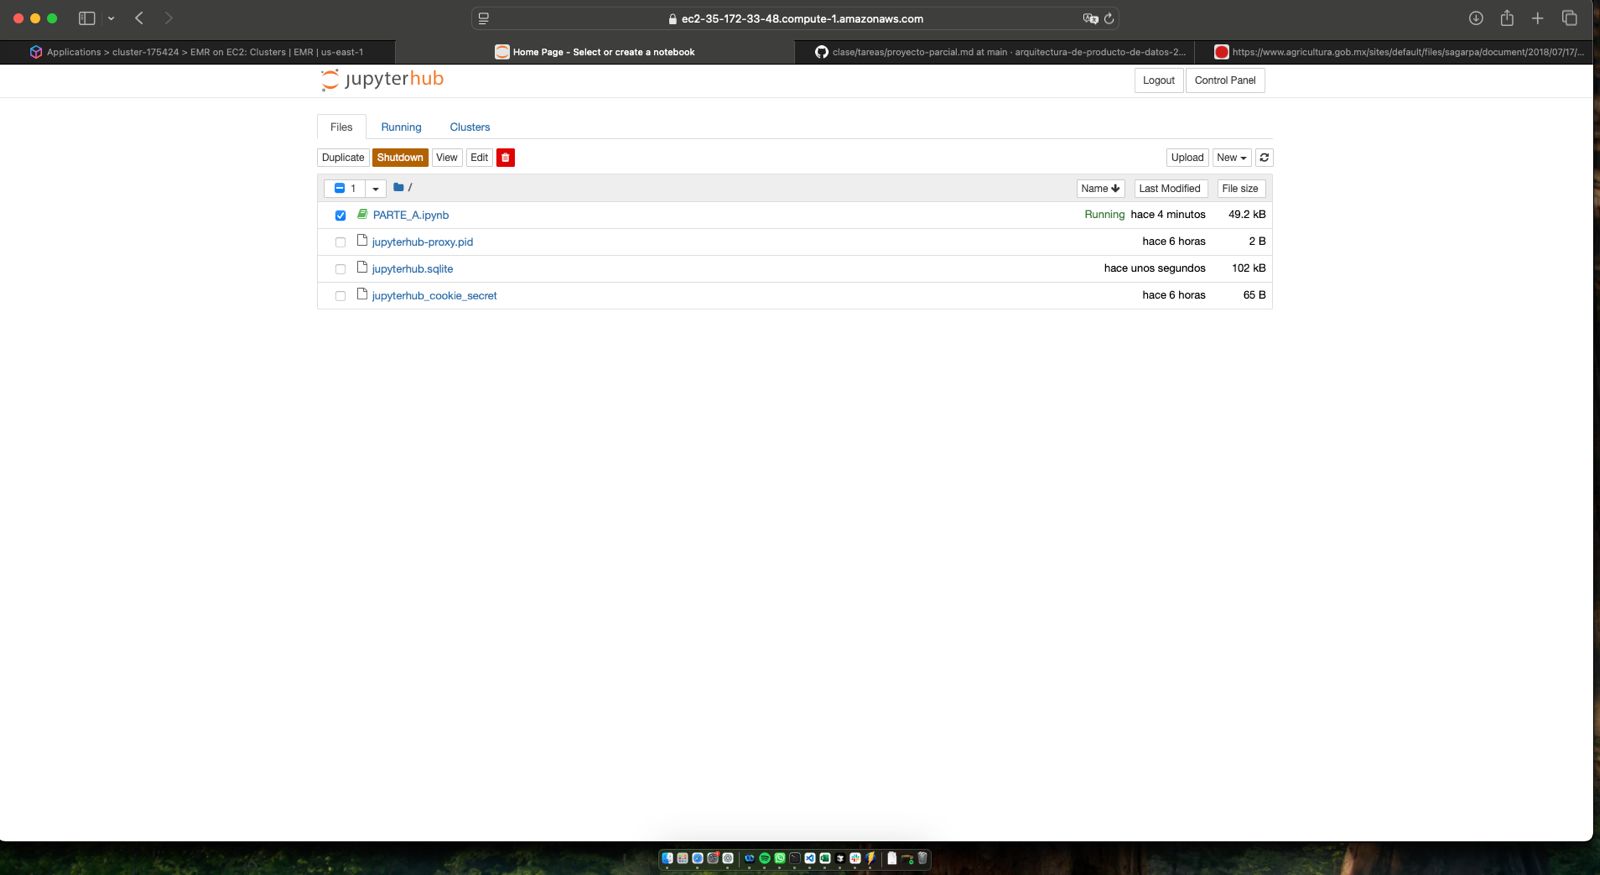 ec2-35-172-33-48.compute-1.amazonaws.com
Applications > cluster-175424 > EMR on EC2: Clusters | EMR | us-east-1
Home Page - Select or create a notebook
clase/tareas/proyecto-parcial.md at main · arquitectura-de-producto-de-datos-2...
https://www.agricultura.gob.mx/sites/default/files/sagarpa/document/2018/07/17/...
jupyterhub
Logout
Control Panel
Files
Running
Clusters
Duplicate
Shutdown
View
Edit
Upload
New
1
/
Name
Last Modified
File size
PARTE_A.ipynb
Running hace 4 minutos
49.2 kB
jupyterhub-proxy.pid
hace 6 horas
2 B
jupyterhub.sqlite
hace unos segundos
102 kB
jupyterhub_cookie_secret
hace 6 horas
65 B